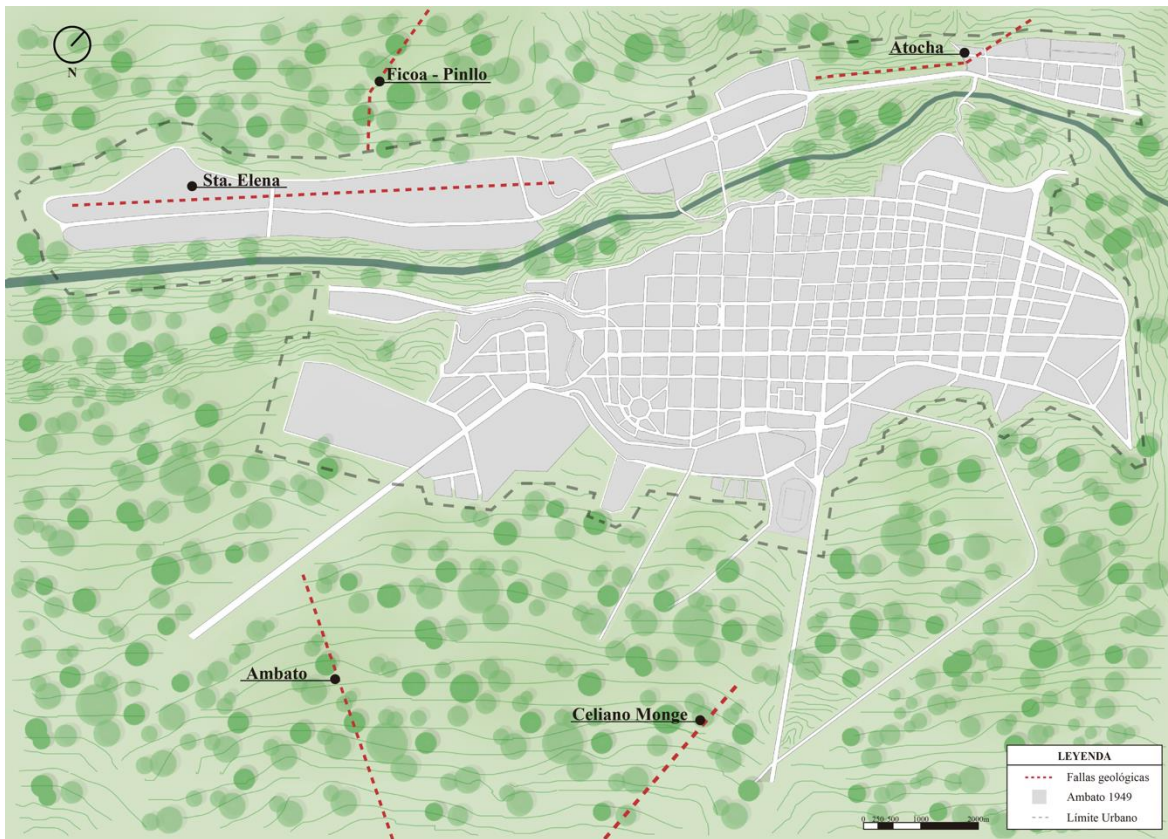 N
Ficoa - Pinllo
Atocha
Sta. Elena
Ambato
Celiano Monge
LEYENDA
Fallas geológicas
Ambato 1949
Límite Urbano
0 250 500 1000 2000m